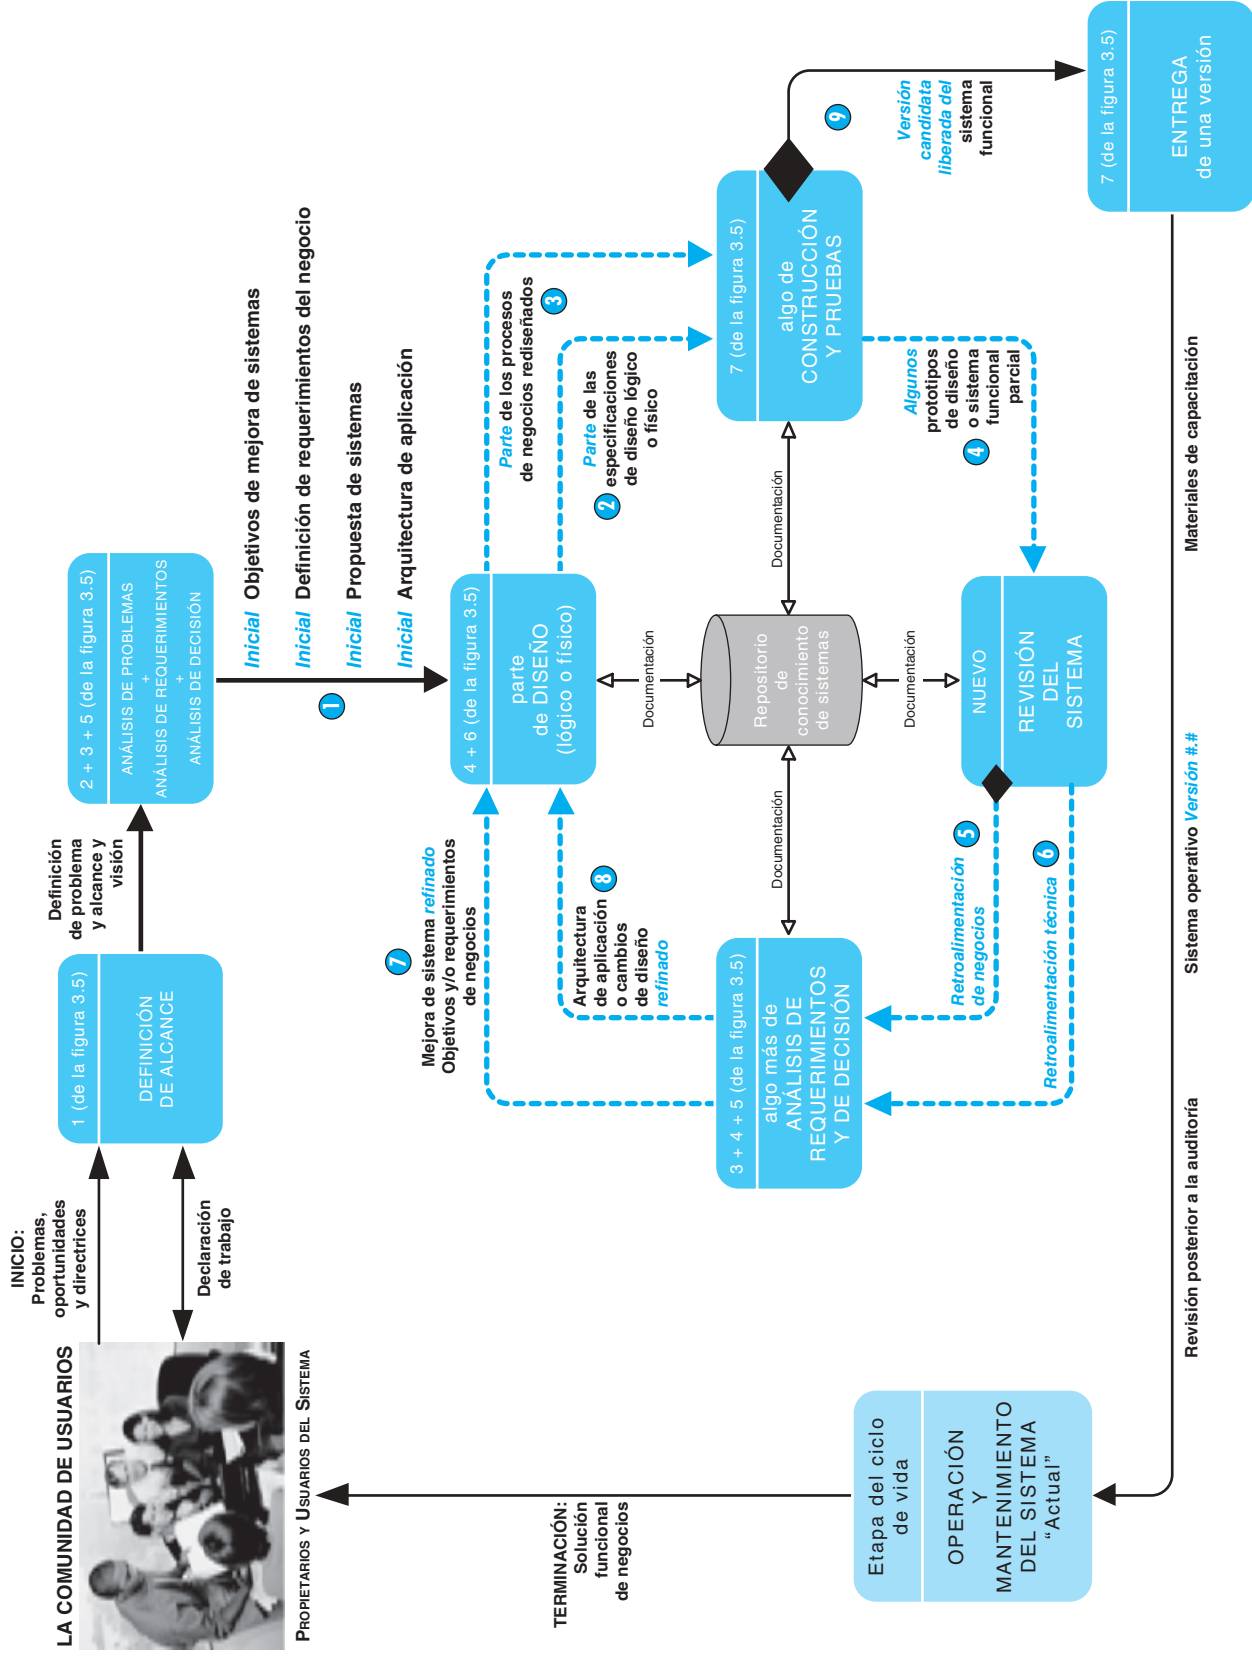 LA COMUNIDAD DE USUARIOS
PROPIETARIOS Y USUARIOS DEL SISTEMA
INICIO:
Problemas,
oportunidades
y directrices
Declaración
de trabajo
1 (de la figura 3.5)
DEFINICIÓN
DE ALCANCE
Definición
de problema
y alcance y
visión
2 + 3 + 5 (de la figura 3.5)
ANÁLISIS DE PROBLEMAS
+
ANÁLISIS DE REQUERIMIENTOS
+
ANÁLISIS DE DECISIÓN
1
Inicial Objetivos de mejora de sistemas
Inicial Definición de requerimientos del negocio
Inicial Propuesta de sistemas
Inicial Arquitectura de aplicación
7
Mejora de sistema refinado
Objetivos y/o requerimientos
de negocios
4 + 6 (de la figura 3.5)
parte
de DISEÑO
(lógico o físico)
Parte de los procesos
de negocios rediseñados
3
Arquitectura
de aplicación
o cambios
de diseño
refinado
8
Parte de las
especificaciones
de diseño lógico
o físico
2
Documentación
3 + 4 + 5 (de la figura 3.5)
algo más de
ANÁLISIS DE
REQUERIMIENTOS
Y DE DECISIÓN
Documentación
Repositorio
de
conocimiento
de sistemas
Documentación
7 (de la figura 3.5)
algo de
CONSTRUCCIÓN
Y PRUEBAS
9
Versión
candidata
liberada del
sistema
funcional
Documentación
Retroalimentación
de negocios
5
Retroalimentación técnica
6
NUEVO
REVISIÓN
DEL
SISTEMA
Algunos
prototipos
de diseño
o sistema
funcional
parcial
4
7 (de la figura 3.5)
ENTREGA
de una versión
TERMINACIÓN:
Solución
funcional
de negocios
Etapa del ciclo
de vida
OPERACIÓN
Y
MANTENIMIENTO
DEL SISTEMA
“Actual”
Revisión posterior a la auditoría
Sistema operativo Versión #.#
Materiales de capacitación